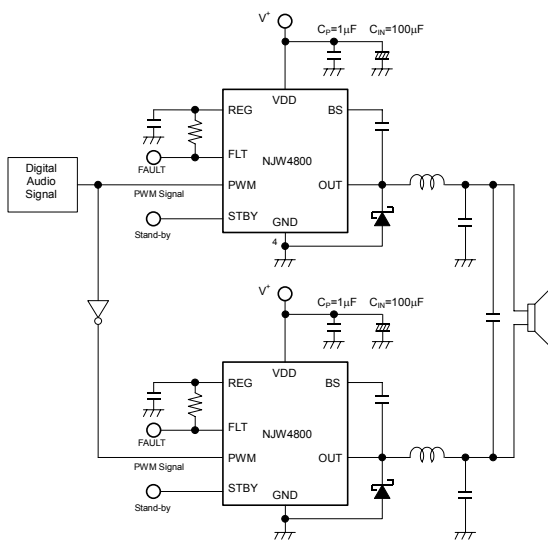 V+
CP=1μF CIN=100μF
VDD
REG BS
FLT
FAULT
NJW4800
Digital
Audio
Signal
PWM OUT
PWM Signal
STBY
Stand-by
GND
4
V+
CP=1μF CIN=100μF
VDD
REG BS
FLT
FAULT
NJW4800
PWM OUT
PWM Signal
STBY
Stand-by
GND